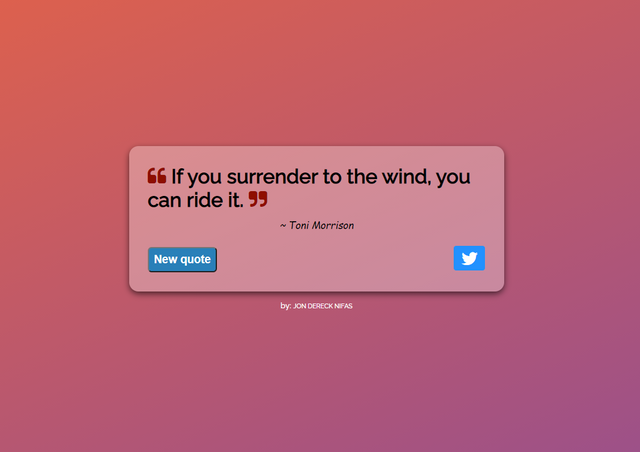 ❝ If you surrender to the wind, you
can ride it. ❞
~ Toni Morrison
New quote
by: JON DERECK NIFAS